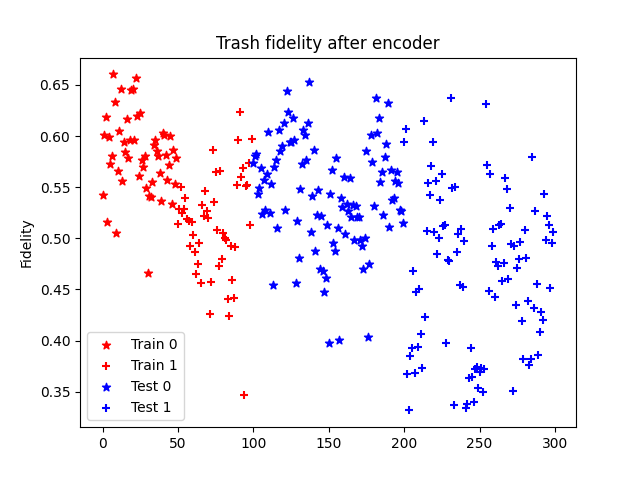 Trash fidelity after encoder
Fidelity
0.65
0.60
0.55
0.50
0.45
0.40
0.35
Train 0
Train 1
Test 0
Test 1
0 50 100 150 200 250 300